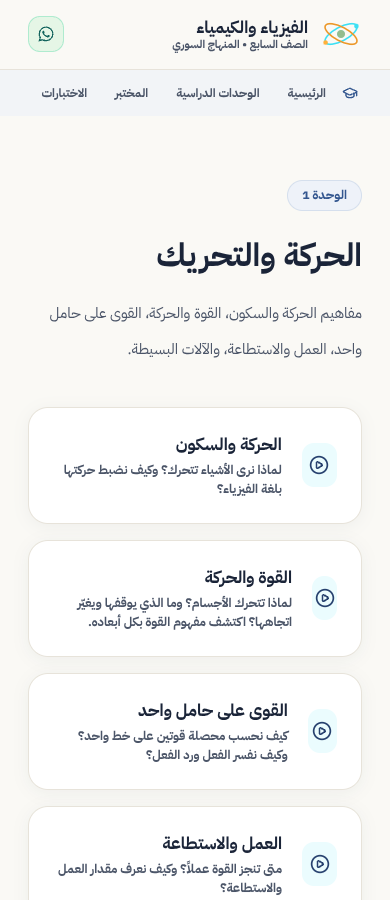 الفيزياء والكيمياء
الصف السابع • المنهاج السوري
الرئيسية
الوحدات الدراسية
المختبر
الاختبارات
الوحدة 1
الحركة والتحريك
مفاهيم الحركة والسكون، القوة والحركة، القوى على حامل
واحد، العمل والاستطاعة، والآلات البسيطة.
الحركة والسكون
لماذا نرى الأشياء تتحرك؟ وكيف نضبط حركتها
بلغة الفيزياء؟
القوة والحركة
لماذا تتحرك الأجسام؟ وما الذي يوقفها ويغيّر
اتجاهها؟ اكتشف مفهوم القوة بكل أبعاده.
القوى على حامل واحد
كيف نحسب محصلة قوتين على خط واحد؟
وكيف نفسر الفعل ورد الفعل؟
العمل والاستطاعة
متى تنجز القوة عملاً؟ وكيف نعرف مقدار العمل
والاستطاعة؟